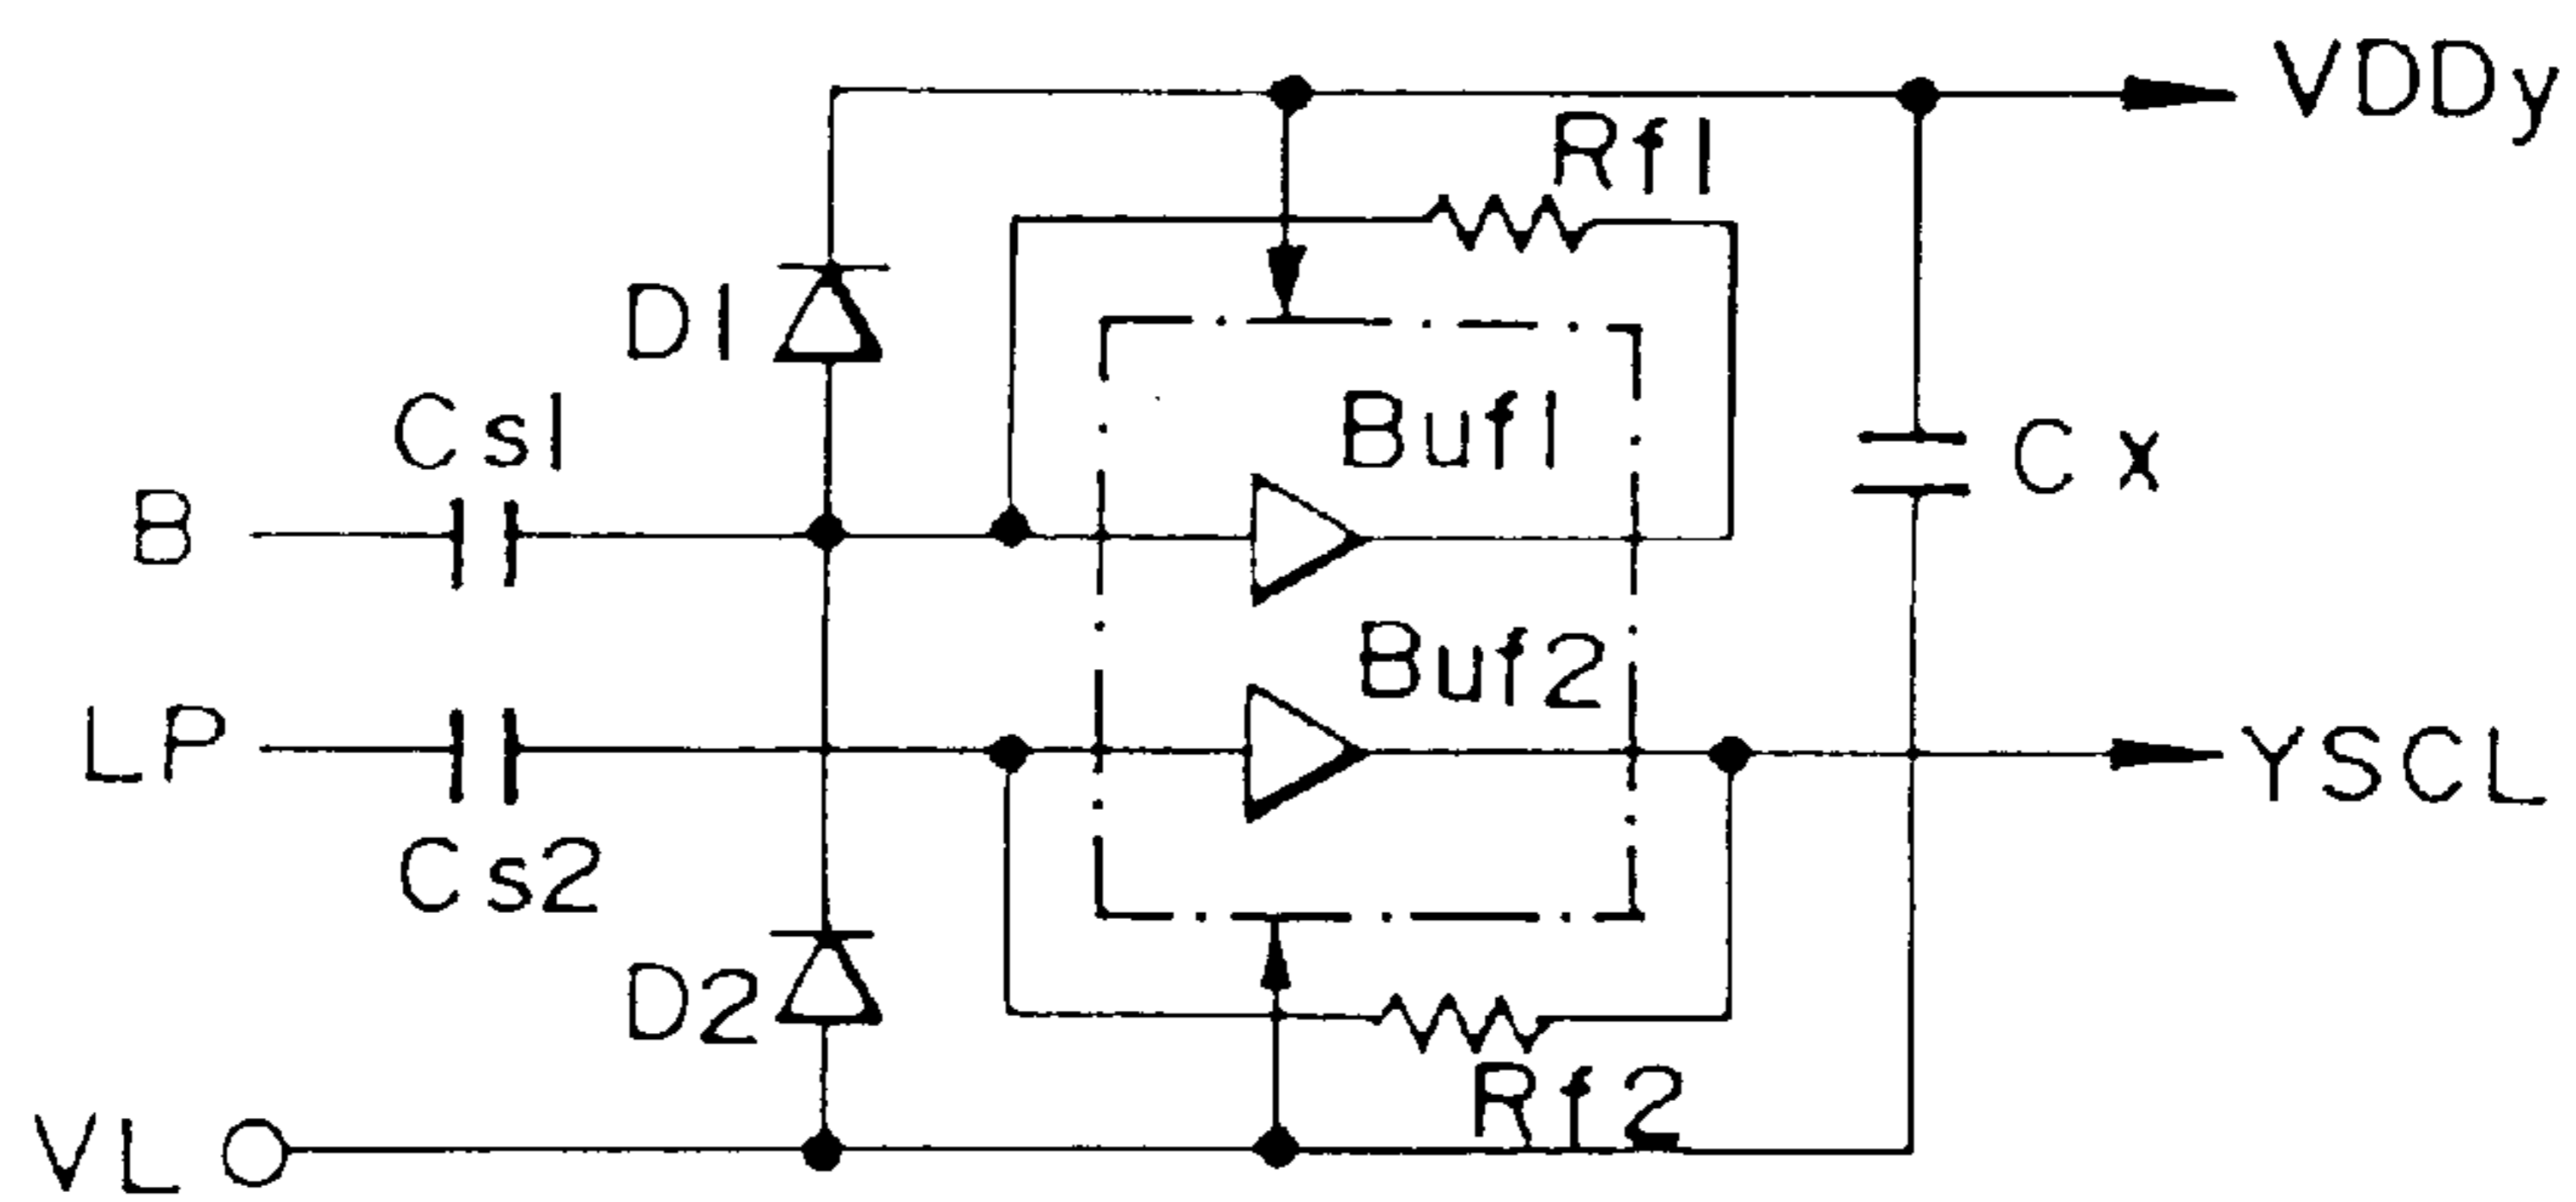 VDDy
Rf1
D1
Cs1
Buf1
Cx
B
Buf2
LP
YSCL
Cs2
D2
Rf2
VL